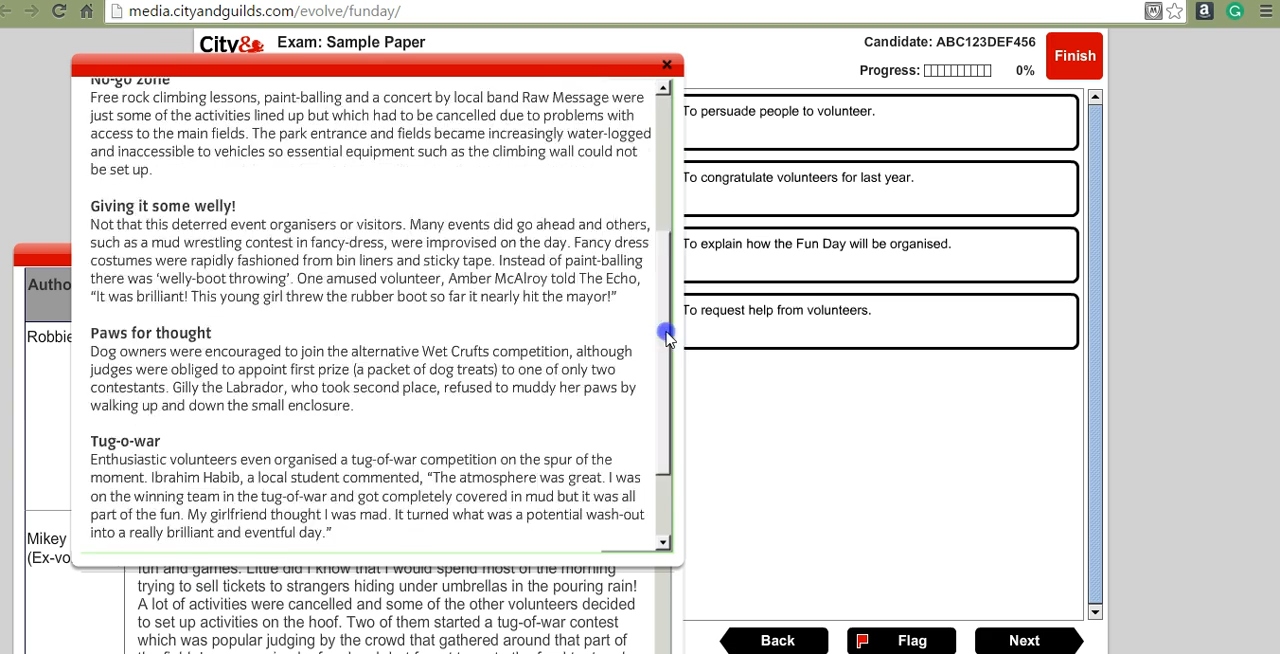 media.cityandguilds.com/evolve/funday/
City& Exam: Sample Paper
Candidate: ABC123DEF456
Finish
Progress: 0%
No-go zone
Free rock climbing lessons, paint-balling and a concert by local band Raw Message were
just some of the activities lined up but which had to be cancelled due to problems with
access to the main fields. The park entrance and fields became increasingly water-logged
and inaccessible to vehicles so essential equipment such as the climbing wall could not
be set up.
Giving it some welly!
Not that this deterred event organisers or visitors. Many events did go ahead and others,
such as a mud wrestling contest in fancy-dress, were improvised on the day. Fancy dress
costumes were rapidly fashioned from bin liners and sticky tape. Instead of paint-balling
there was ‘welly-boot throwing’. One amused volunteer, Amber McAlroy told The Echo,
“It was brilliant! This young girl threw the rubber boot so far it nearly hit the mayor!”
Paws for thought
Dog owners were encouraged to join the alternative Wet Crufts competition, although
judges were obliged to appoint first prize (a packet of dog treats) to one of only two
contestants. Gilly the Labrador, who took second place, refused to muddy her paws by
walking up and down the small enclosure.
Tug-o-war
Enthusiastic volunteers even organised a tug-of-war competition on the spur of the
moment. Ibrahim Habib, a local student commented, “The atmosphere was great. I was
on the winning team in the tug-of-war and got completely covered in mud but it was all
part of the fun. My girlfriend thought I was mad. It turned what was a potential wash-out
into a really brilliant and eventful day.”
To persuade people to volunteer.
To congratulate volunteers for last year.
To explain how the Fun Day will be organised.
To request help from volunteers.
Autho
Robbie
Mikey
(Ex-vo
fun and games. Little did I know that I would spend most of the morning
trying to sell tickets to strangers hiding under umbrellas in the pouring rain!
A lot of activities were cancelled and some of the other volunteers decided
to set up activities on the hoof. Two of them started a tug-of-war contest
which was popular judging by the crowd that gathered around that part of
Back
Flag
Next